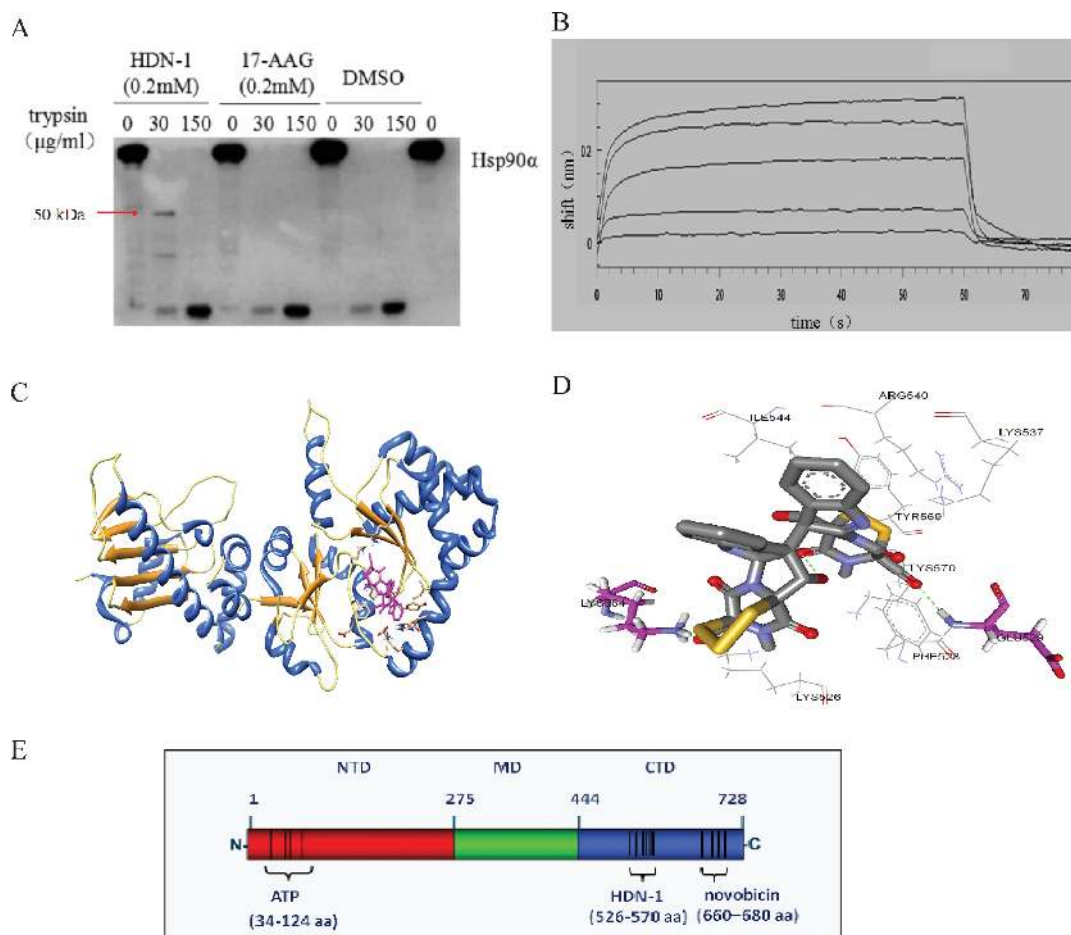 A
HDN-1
(0.2mM)
17-AAG
(0.2mM)
DMSO
trypsin
(μg/ml)
0 30 150 0 30 150 0 30 150 0
Hsp90α
50 kDa
B
shift (nm)
0.2
0
0 10 20 30 40 50 60 70
time (s)
C
D
ILE544
ARG540
LYS537
TYR569
LYS570
GLU529
PHE528
LYS526
E
NTD MD CTD
1 275 444 728
N C
ATP
(34-124 aa)
HDN-1
(526-570 aa)
novobicin
(660-680 aa)